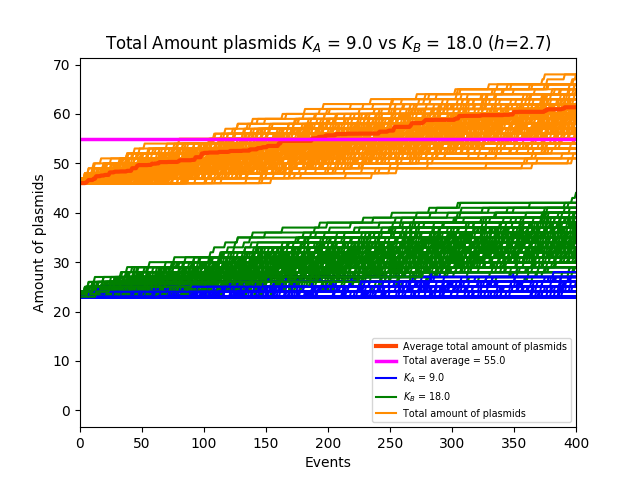 Total Amount plasmids K_A = 9.0 vs K_B = 18.0 (h=2.7)
70
60
50
40
30
20
10
0
Amount of plasmids
Average total amount of plasmids
Total average = 55.0
K_A = 9.0
K_B = 18.0
Total amount of plasmids
0 50 100 150 200 250 300 350 400
Events